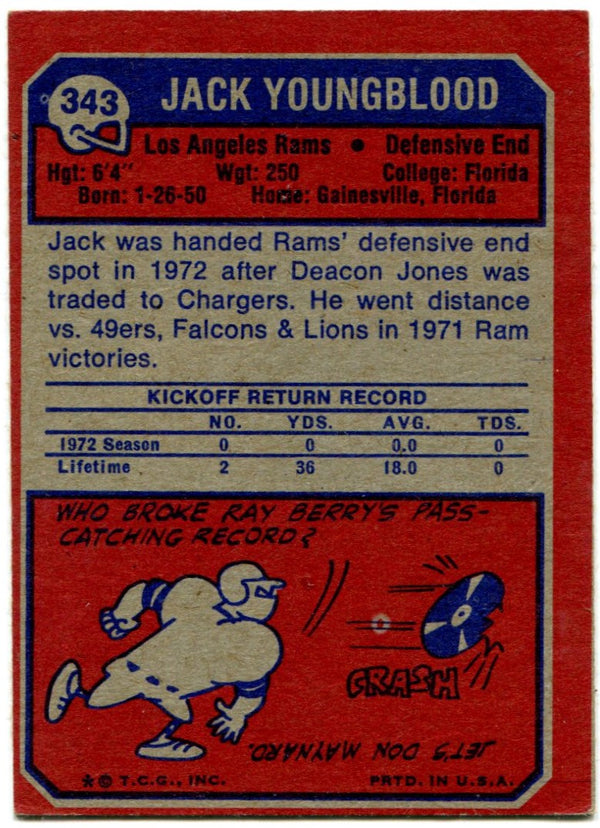 343
JACK YOUNGBLOOD
Los Angeles Rams • Defensive End
Hgt: 6'4" Wgt: 250 College: Florida
Born: 1-26-50 Home: Gainesville, Florida
Jack was handed Rams' defensive end
spot in 1972 after Deacon Jones was
traded to Chargers. He went distance
vs. 49ers, Falcons & Lions in 1971 Ram
victories.
KICKOFF RETURN RECORD
NO. YDS. AVG. TDS.
1972 Season 0 0 0.0 0
Lifetime 2 36 18.0 0
WHO BROKE RAY BERRY'S PASS-
CATCHING RECORD?
CRASH
JET'S DON MAYNARD.
* © T.C.G., INC. PRTD. IN U.S.A.